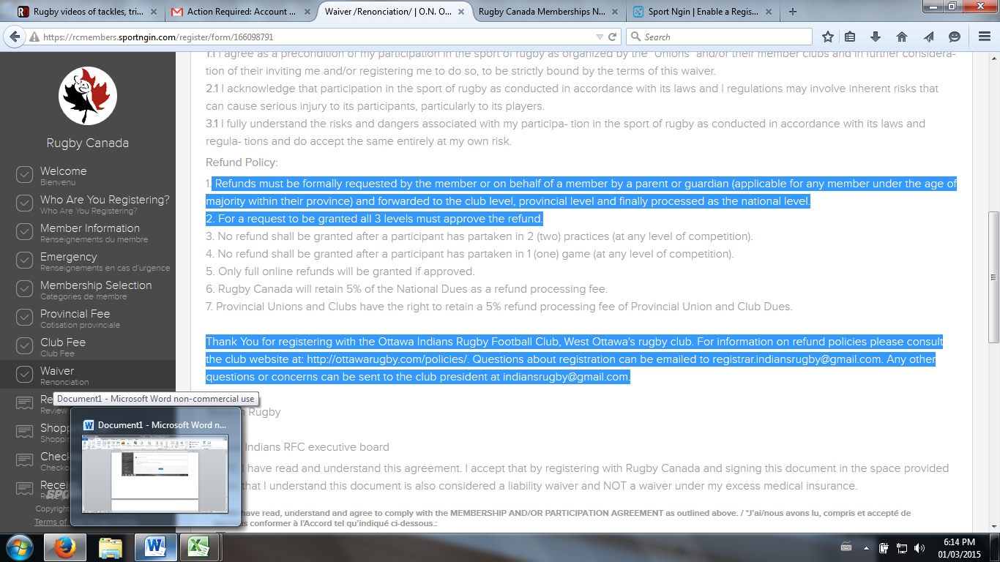 Rugby videos of tackles, tri...
Action Required: Account ...
Waiver /Renonciation/ | O.N. O...
Rugby Canada Memberships N...
Sport Ngin | Enable a Regis...
https://rcmembers.sportngin.com/register/form/166098791
Search
Rugby Canada
Welcome
Bienvenu
Who Are You Registering?
Who Are You Registering?
Member Information
Renseignements du membre
Emergency
Renseignements en cas d'urgence
Membership Selection
Categories de membre
Provincial Fee
Cotisation provinciale
Club Fee
Club Fee
Waiver
Renonciation
Review
Copyright
Terms of
1.1 I agree as a precondition of my participation in the sport of rugby as organized by the "Unions" and/or their member clubs and in further considera-
tion of their inviting me and/or registering me to do so, to be strictly bound by the terms of this waiver.
2.1 I acknowledge that participation in the sport of rugby as conducted in accordance with its laws and | regulations may involve inherent risks that
can cause serious injury to its participants, particularly to its players.
3.1 I fully understand the risks and dangers associated with my participa- tion in the sport of rugby as conducted in accordance with its laws and
regula- tions and do accept the same entirely at my own risk.
Refund Policy:
1. Refunds must be formally requested by the member or on behalf of a member by a parent or guardian (applicable for any member under the age of
majority within their province) and forwarded to the club level, provincial level and finally processed as the national level.
2. For a request to be granted all 3 levels must approve the refund.
3. No refund shall be granted after a participant has partaken in 2 (two) practices (at any level of competition).
4. No refund shall be granted after a participant has partaken in 1 (one) game (at any level of competition).
5. Only full online refunds will be granted if approved.
6. Rugby Canada will retain 5% of the National Dues as a refund processing fee.
7. Provincial Unions and Clubs have the right to retain a 5% refund processing fee of Provincial Union and Club Dues.
Thank You for registering with the Ottawa Indians Rugby Football Club, West Ottawa's rugby club. For information on refund policies please consult
the club website at: http://ottawarugby.com/policies/. Questions about registration can be emailed to registrar.indiansrugby@gmail.com. Any other
questions or concerns can be sent to the club president at indiansrugby@gmail.com.
Rugby
Indians RFC executive board
I have read and understand this agreement. I accept that by registering with Rugby Canada and signing this document in the space provided
that I understand this document is also considered a liability waiver and NOT a waiver under my excess medical insurance.
have read, understand and agree to comply with the MEMBERSHIP AND/OR PARTICIPATION AGREEMENT as outlined above. / "J'ai/nous avons lu, compris et accepté de
conformer à l'Accord tel qu'indiqué ci-dessous.:
Document1 - Microsoft Word non-commercial use
Document1 - Microsoft Word n...
6:14 PM
01/03/2015